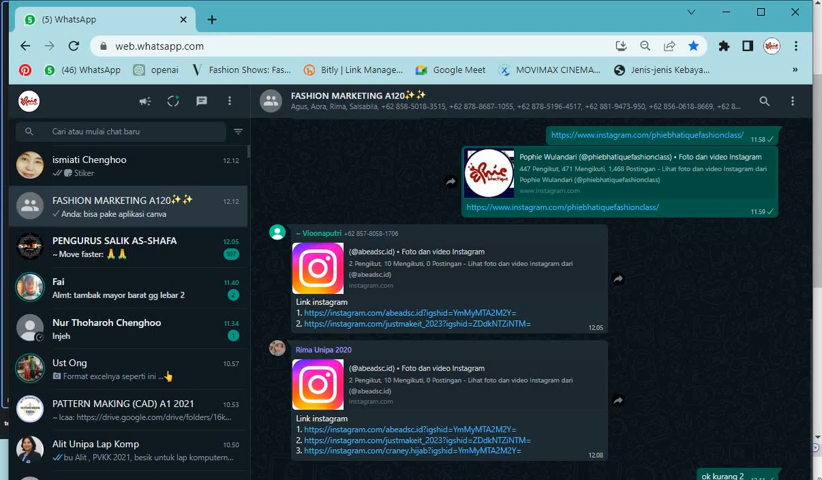 (5) WhatsApp
web.whatsapp.com
(46) WhatsApp
openai
Fashion Shows: Fas...
Bitly | Link Manage...
Google Meet
MOVIMAX CINEMA...
Jenis-jenis Kebaya...
Cari atau mulai chat baru
ismiati Chenghoo
12.12
Stiker
FASHION MARKETING A120✨✨
12.12
Anda: bisa pake aplikasi canva
PENGURUS SALIK AS-SHAFA
12.05
~ Move faster: 🙏🙏
107
Fai
11.40
Almt: tambak mayor barat gg lebar 2
2
Nur Thoharoh Chenghoo
11.34
Injeh
1
Ust Ong
10.57
Format excelnya seperti ini ...👆
PATTERN MAKING (CAD) A1 2021
10.53
~ Icaa: https://drive.google.com/drive/folders/16k...
Alit Unipa Lap Komp
10.50
bu Alit , PVKK 2021, besik untuk lap komputern...
FASHION MARKETING A120✨✨
Agus, Aora, Rima, Salsabila, +62 858-5018-3515, +62 878-8687-1055, +62 878-5196-4517, +62 881-9473-950, +62 856-0618-8669, +62 8...
https://www.instagram.com/phiebhatiquefashionclass/
11.58
Pophie Wulandari (@phiebhatiquefashionclass) • Foto dan video Instagram
447 Pengikut, 471 Mengikuti, 1,468 Postingan - Lihat foto dan video Instagram dari
Pophie Wulandari (@phiebhatiquefashionclass)
www.instagram.com
https://www.instagram.com/phiebhatiquefashionclass/
11.59
~ Vioonaputri +62 857-8058-1706
(@abeadsc.id) • Foto dan video Instagram
2 Pengikut, 10 Mengikuti, 0 Postingan - Lihat foto dan video Instagram dari
(@abeadsc.id)
instagram.com
Link instagram
1. https://instagram.com/abeadsc.id?igshid=YmMyMTA2M2Y=
2. https://instagram.com/justmakeit_2023?igshid=ZDdkNTZiNTM=
12.05
Rima Unipa 2020
(@abeadsc.id) • Foto dan video Instagram
2 Pengikut, 10 Mengikuti, 0 Postingan - Lihat foto dan video Instagram dari
(@abeadsc.id)
instagram.com
Link instagram
1. https://instagram.com/abeadsc.id?igshid=YmMyMTA2M2Y=
2. https://instagram.com/justmakeit_2023?igshid=ZDdkNTZiNTM=
3. https://instagram.com/craney.hijab?igshid=YmMyMTA2M2Y=
12.08
ok kurang 2